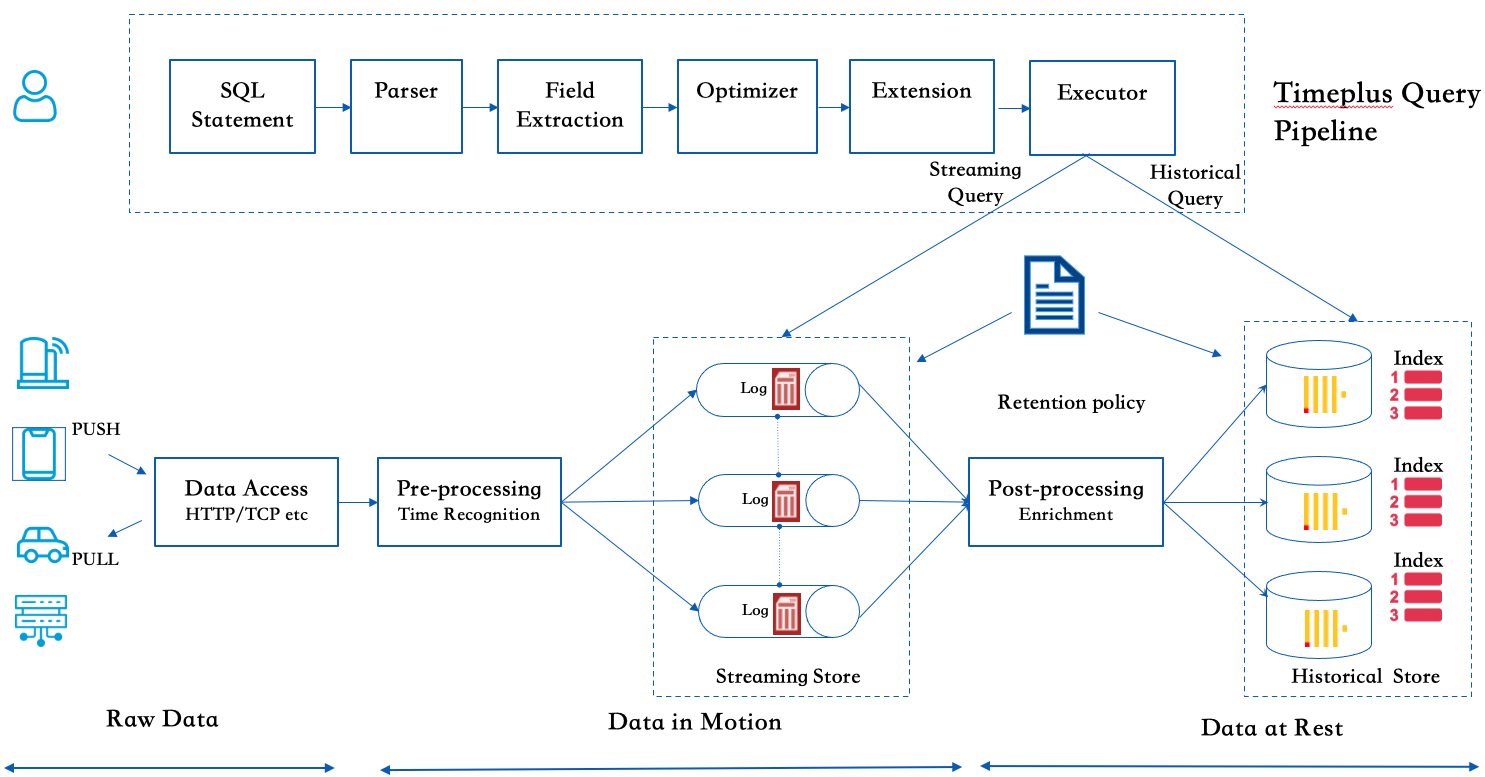 SQL
Statement
Parser
Field
Extraction
Optimizer
Extension
Executor
Timeplus Query
Pipeline
Streaming
Query
Historical
Query
PUSH
PULL
Data Access
HTTP/TCP etc
Pre-processing
Time Recognition
Log
Log
Log
Streaming Store
Retention policy
Post-processing
Enrichment
Index
1
2
3
Index
1
2
3
Index
1
2
3
Historical Store
Raw Data
Data in Motion
Data at Rest